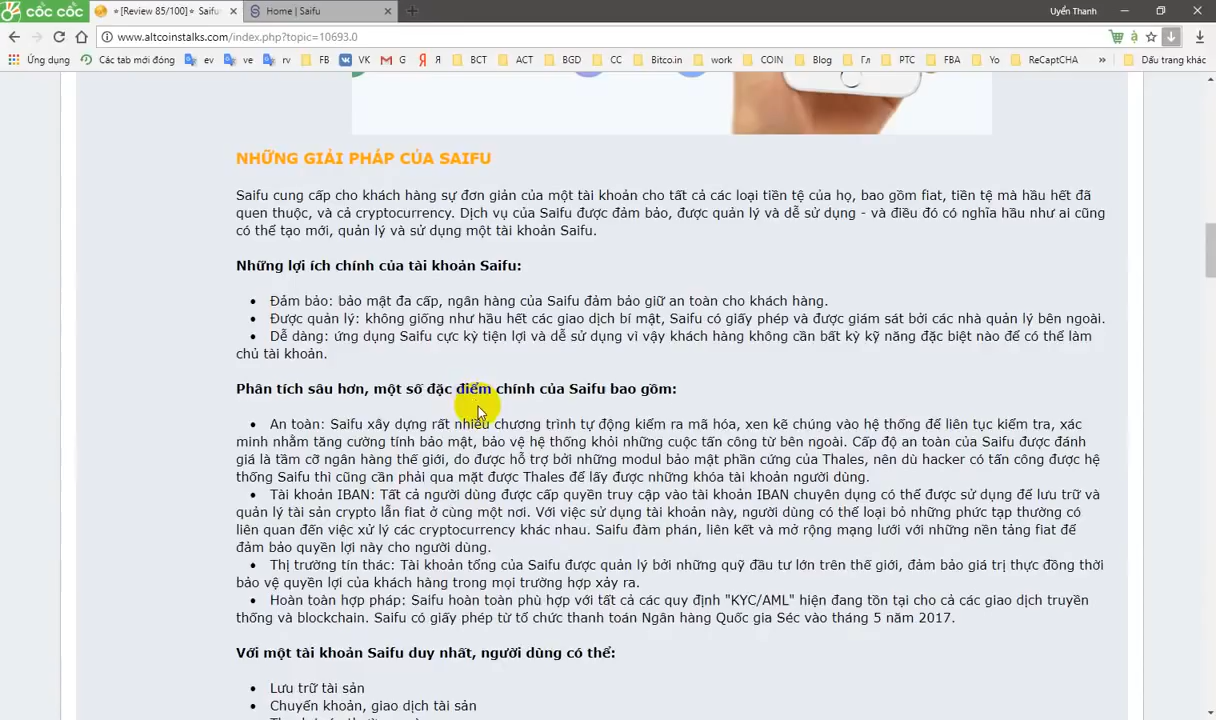 CỐC CỐC
⋆[Review 85/100]⋆ Saifu
Home | Saifu
Uyển Thanh
www.altcoinstalks.com/index.php?topic=10693.0
Ứng dụng Các tab mới đóng ev ve rv FB VK G Я BCT ACT BGD CC Bitco.in work COIN Blog Гл PTC FBA Yo ReCaptCHA » Dấu trang khác
NHỮNG GIẢI PHÁP CỦA SAIFU
Saifu cung cấp cho khách hàng sự đơn giản của một tài khoản cho tất cả các loại tiền tệ của họ, bao gồm fiat, tiền tệ mà hầu hết đã
quen thuộc, và cả cryptocurrency. Dịch vụ của Saifu được đảm bảo, được quản lý và dễ sử dụng - và điều đó có nghĩa hầu như ai cũng
có thể tạo mới, quản lý và sử dụng một tài khoản Saifu.
Những lợi ích chính của tài khoản Saifu:
• Đảm bảo: bảo mật đa cấp, ngân hàng của Saifu đảm bảo giữ an toàn cho khách hàng.
• Được quản lý: không giống như hầu hết các giao dịch bí mật, Saifu có giấy phép và được giám sát bởi các nhà quản lý bên ngoài.
• Dễ dàng: ứng dụng Saifu cực kỳ tiện lợi và dễ sử dụng vì vậy khách hàng không cần bất kỳ kỹ năng đặc biệt nào để có thể làm
chủ tài khoản.
Phân tích sâu hơn, một số đặc điểm chính của Saifu bao gồm:
• An toàn: Saifu xây dựng rất nhiều chương trình tự động kiểm ra mã hóa, xen kẽ chúng vào hệ thống để liên tục kiểm tra, xác
minh nhằm tăng cường tính bảo mật, bảo vệ hệ thống khỏi những cuộc tấn công từ bên ngoài. Cấp độ an toàn của Saifu được đánh
giá là tầm cỡ ngân hàng thế giới, do được hỗ trợ bởi những modul bảo mật phần cứng của Thales, nên dù hacker có tấn công được hệ
thống Saifu thì cũng cần phải qua mặt được Thales để lấy được những khóa tài khoản người dùng.
• Tài khoản IBAN: Tất cả người dùng được cấp quyền truy cập vào tài khoản IBAN chuyên dụng có thể được sử dụng để lưu trữ và
quản lý tài sản crypto lẫn fiat ở cùng một nơi. Với việc sử dụng tài khoản này, người dùng có thể loại bỏ những phức tạp thường có
liên quan đến việc xử lý các cryptocurrency khác nhau. Saifu đàm phán, liên kết và mở rộng mạng lưới với những nền tảng fiat để
đảm bảo quyền lợi này cho người dùng.
• Thị trường tín thác: Tài khoản tổng của Saifu được quản lý bởi những quỹ đầu tư lớn trên thế giới, đảm bảo giá trị thực đồng thời
bảo vệ quyền lợi của khách hàng trong mọi trường hợp xảy ra.
• Hoàn toàn hợp pháp: Saifu hoàn toàn phù hợp với tất cả các quy định "KYC/AML" hiện đang tồn tại cho cả các giao dịch truyền
thống và blockchain. Saifu có giấy phép từ tổ chức thanh toán Ngân hàng Quốc gia Séc vào tháng 5 năm 2017.
Với một tài khoản Saifu duy nhất, người dùng có thể:
• Lưu trữ tài sản
• Chuyển khoản, giao dịch tài sản